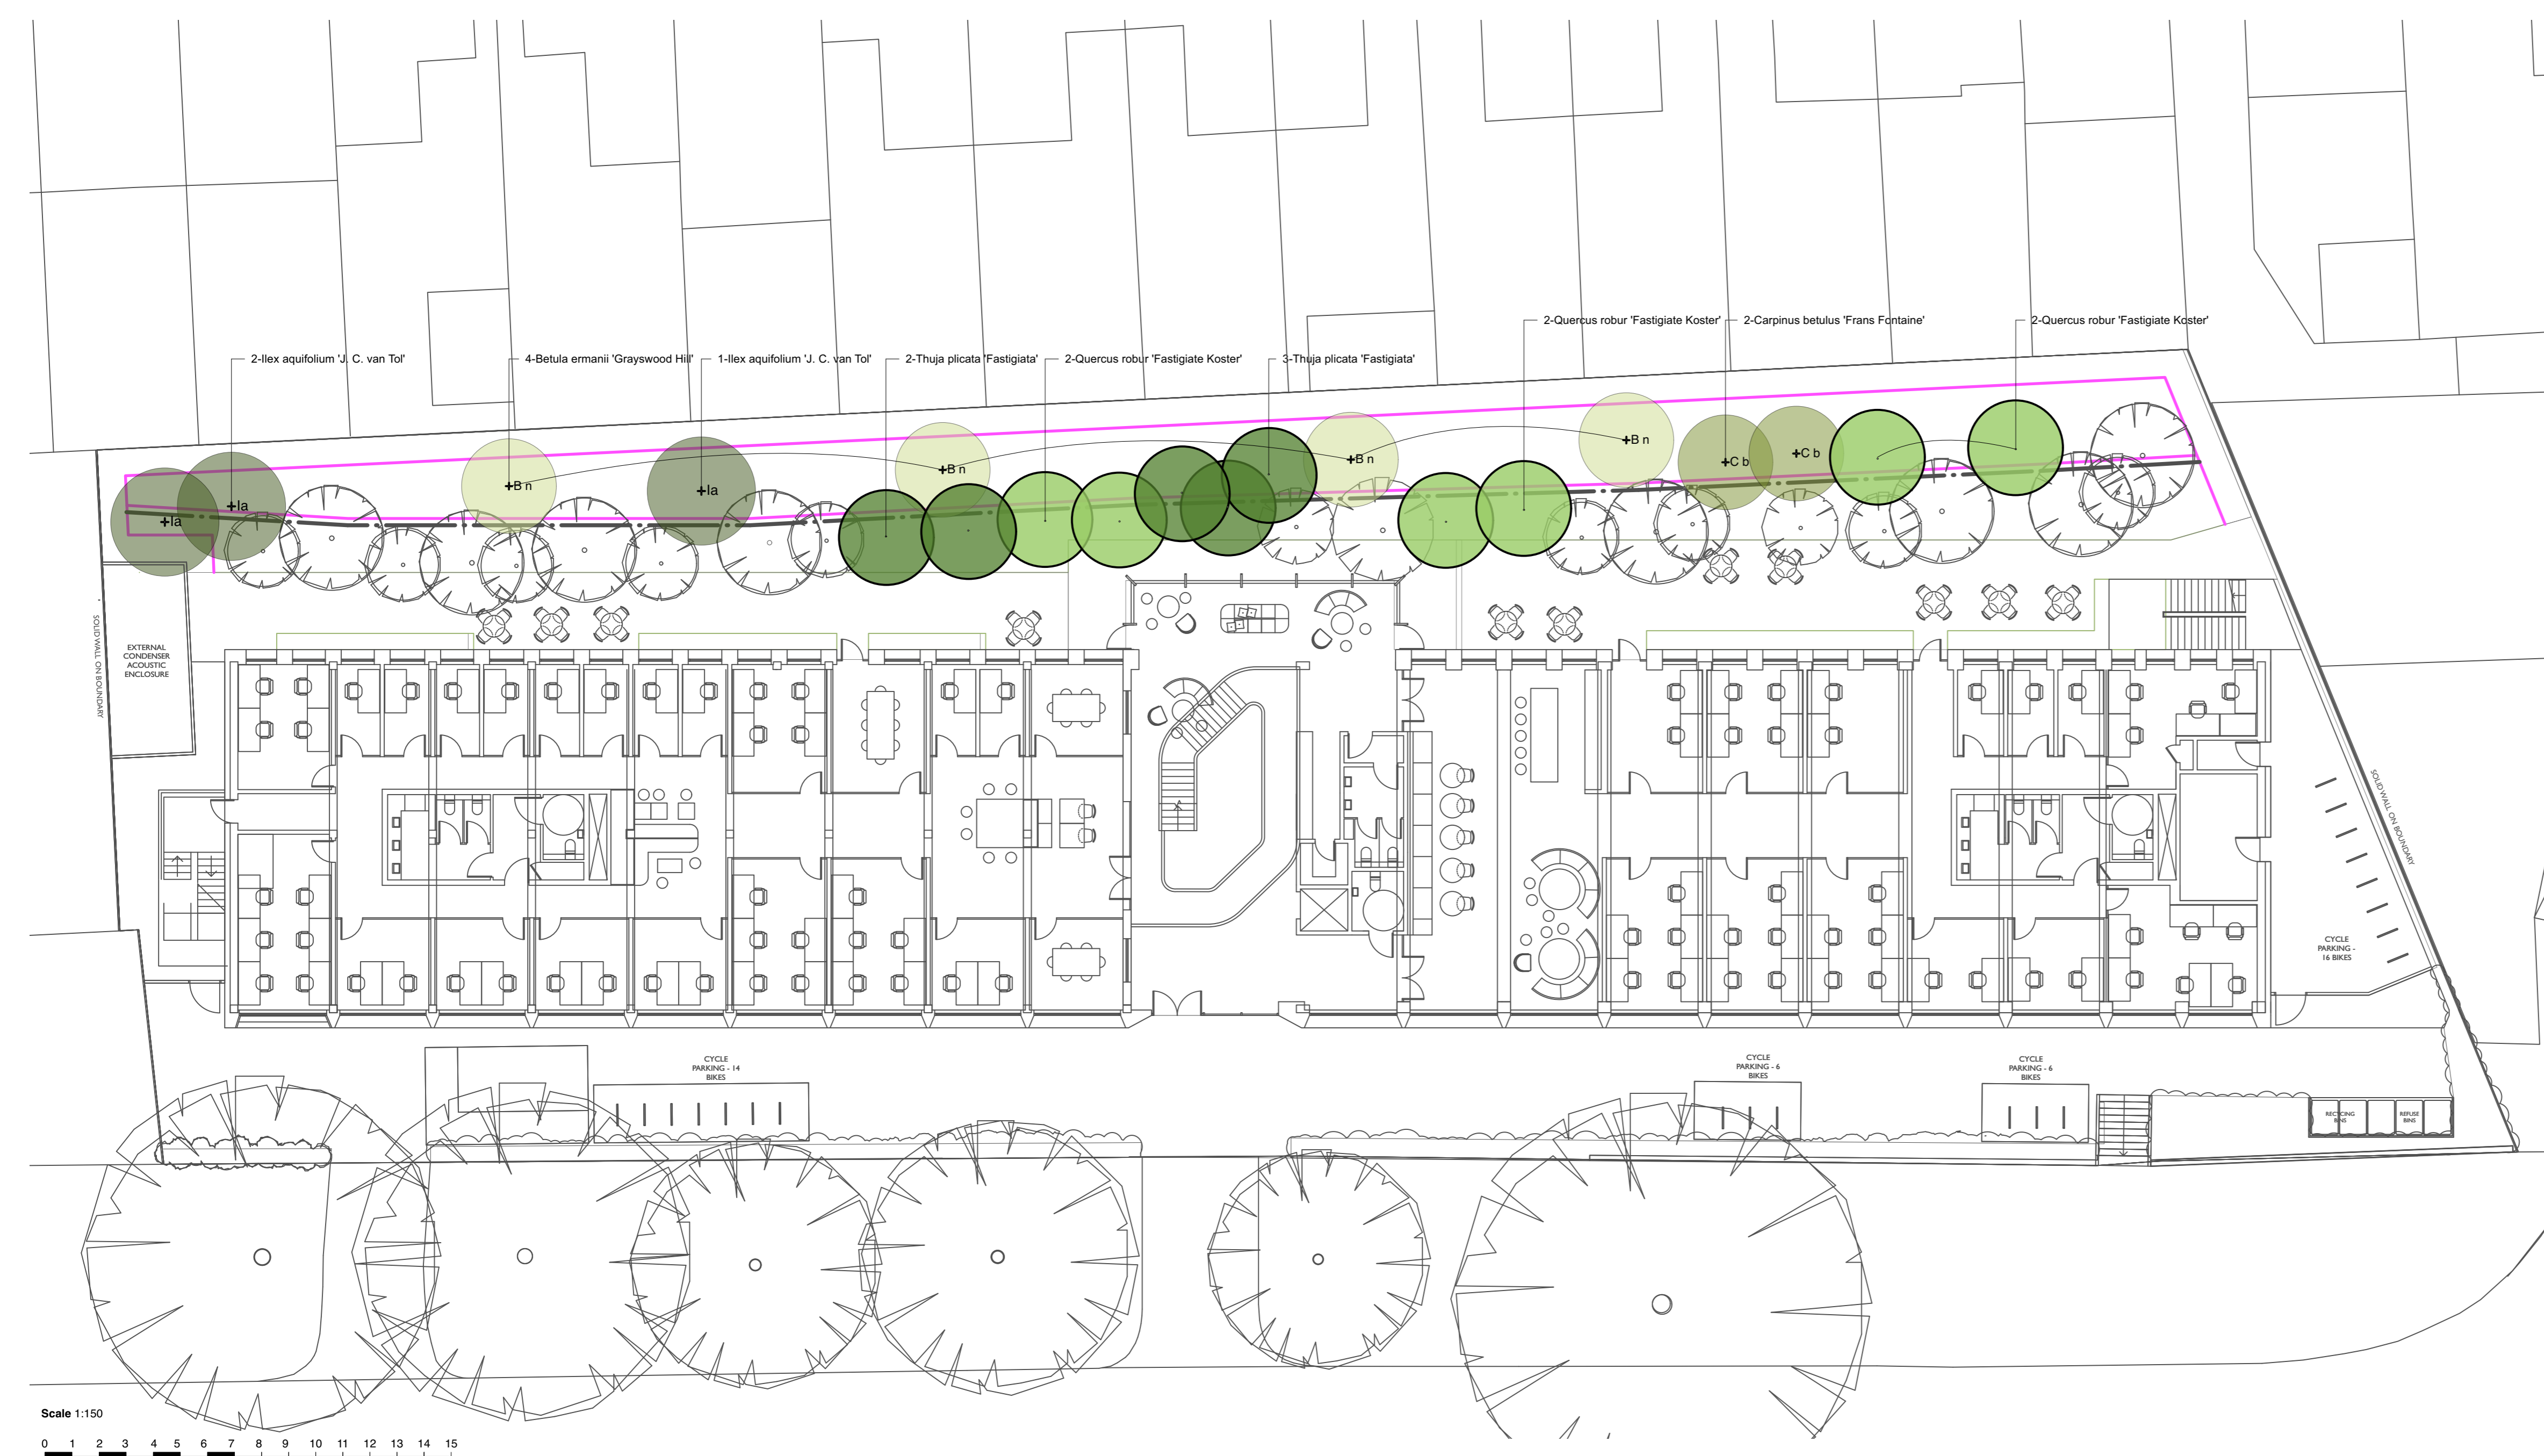 2-Quercus robur 'Fastigiate Koster'
2-Carpinus betulus 'Frans Fontaine'
2-Quercus robur 'Fastigiate Koster'
2-Ilex aquifolium 'J. C. van Tol'
4-Betula ermanii 'Grayswood Hill'
1-Ilex aquifolium 'J. C. van Tol'
2-Thuja plicata 'Fastigiata'
2-Quercus robur 'Fastigiate Koster'
3-Thuja plicata 'Fastigiata'
B n
C b
C b
B n
B n
B n
Ia
Ia
Ia
SOLID WALL ON BOUNDARY
EXTERNAL
CONDENSER
ACOUSTIC
ENCLOSURE
SOLID WALL ON BOUNDARY
CYCLE
PARKING -
16 BIKES
CYCLE
PARKING - 14
BIKES
CYCLE
PARKING - 6
BIKES
CYCLE
PARKING - 6
BIKES
RECYCING
BINS
REFUSE
BINS
Scale 1:150
0 1 2 3 4 5 6 7 8 9 10 11 12 13 14 15